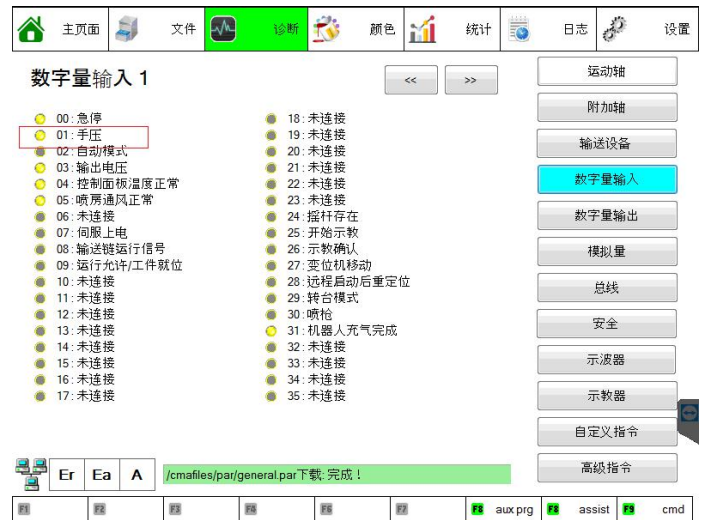 主页面 文件 诊断 颜色 统计 日志 设置
数字量输入 1
<< >>
00: 急停
01: 手压
02: 自动模式
03: 输出电压
04: 控制面板温度正常
05: 喷房通风正常
06: 未连接
07: 伺服上电
08: 输送链运行信号
09: 运行允许/工件就位
10: 未连接
11: 未连接
12: 未连接
13: 未连接
14: 未连接
15: 未连接
16: 未连接
17: 未连接
18: 未连接
19: 未连接
20: 未连接
21: 未连接
22: 未连接
23: 未连接
24: 摇杆存在
25: 开始示教
26: 示教确认
27: 变位机移动
28: 远程启动后重定位
29: 转台模式
30: 喷枪
31: 机器人充气完成
32: 未连接
33: 未连接
34: 未连接
35: 未连接
运动轴
附加轴
输送设备
数字量输入
数字量输出
模拟量
总线
安全
示波器
示教器
自定义指令
高级指令
Er Ea A /cmafiles/par/general.par下载: 完成！
F1 F2 F3 F4 F6 F7 F8 aux prg F8 assist F9 cmd